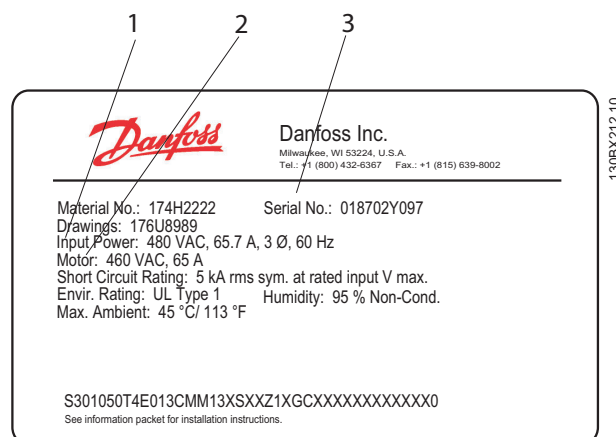 1 2 3
Danfoss
Danfoss Inc.
Milwaukee, WI 53224, U.S.A.
Tel.: +1 (800) 432-6367 Fax.: +1 (815) 639-8002
130BX212.10
Material No.: 174H2222 Serial No.: 018702Y097
Drawings: 176U8989
Input Power: 480 VAC, 65.7 A, 3 Ø, 60 Hz
Motor: 460 VAC, 65 A
Short Circuit Rating: 5 kA rms sym. at rated input V max.
Envir. Rating: UL Type 1 Humidity: 95 % Non-Cond.
Max. Ambient: 45 °C/ 113 °F
S301050T4E013CMM13XSXXZ1XGCXXXXXXXXXXXX0
See information packet for installation instructions.